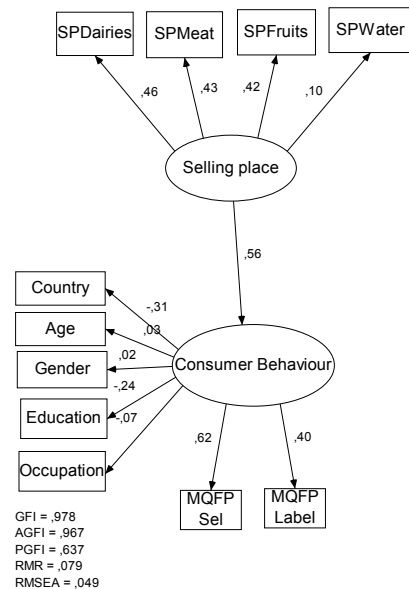 SPDairies
SPMeat
SPFruits
SPWater
,46
,43
,42
,10
Selling place
,56
Country
Age
Gender
Education
Occupation
-,31
,03
,02
-,24
-,07
Consumer Behaviour
,62
,40
MQFP
Sel
MQFP
Label
GFI = ,978
AGFI = ,967
PGFI = ,637
RMR = ,079
RMSEA = ,049